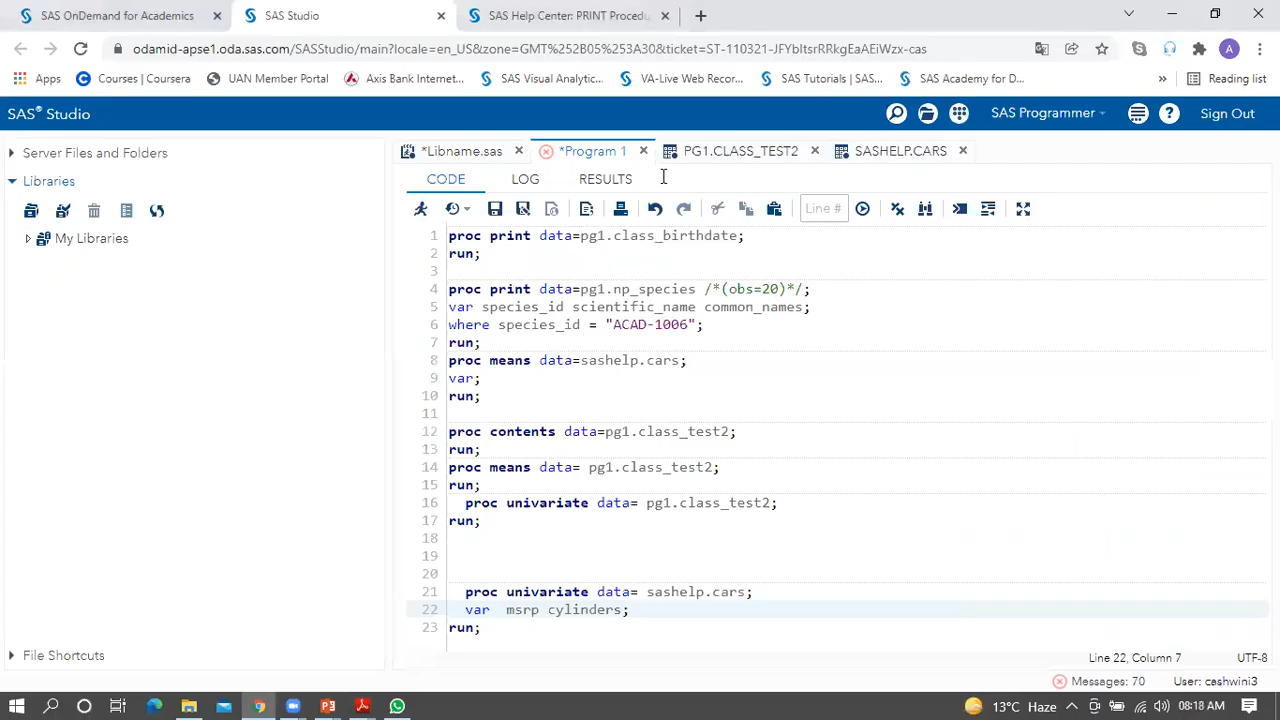 SAS OnDemand for Academics
SAS Studio
SAS Help Center: PRINT Procedu
odamid-apse1.oda.sas.com/SASStudio/main?locale=en_US&zone=GMT%252B05%253A30&ticket=ST-110321-JFYbItsrRRkgEaAEiWzx-cas
A
Apps
Courses | Coursera
UAN Member Portal
Axis Bank Internet...
SAS Visual Analytic...
VA-Live Web Recor...
SAS Tutorials | SAS...
SAS Academy for D...
»
Reading list
SAS® Studio
SAS Programmer
Sign Out
Server Files and Folders
Libraries
My Libraries
File Shortcuts
*Libname.sas
*Program 1
PG1.CLASS_TEST2
SASHELP.CARS
CODE
LOG
RESULTS
Line #
1 proc print data=pg1.class_birthdate;
2 run;
3
4 proc print data=pg1.np_species /*(obs=20)*/;
5 var species_id scientific_name common_names;
6 where species_id = "ACAD-1006";
7 run;
8 proc means data=sashelp.cars;
9 var;
10 run;
11
12 proc contents data=pg1.class_test2;
13 run;
14 proc means data= pg1.class_test2;
15 run;
16 proc univariate data= pg1.class_test2;
17 run;
18
19
20
21 proc univariate data= sashelp.cars;
22 var  msrp cylinders;
23 run;
Line 22, Column 7
UTF-8
Messages: 70
User: cashwini3
13°C Haze
08:18 AM